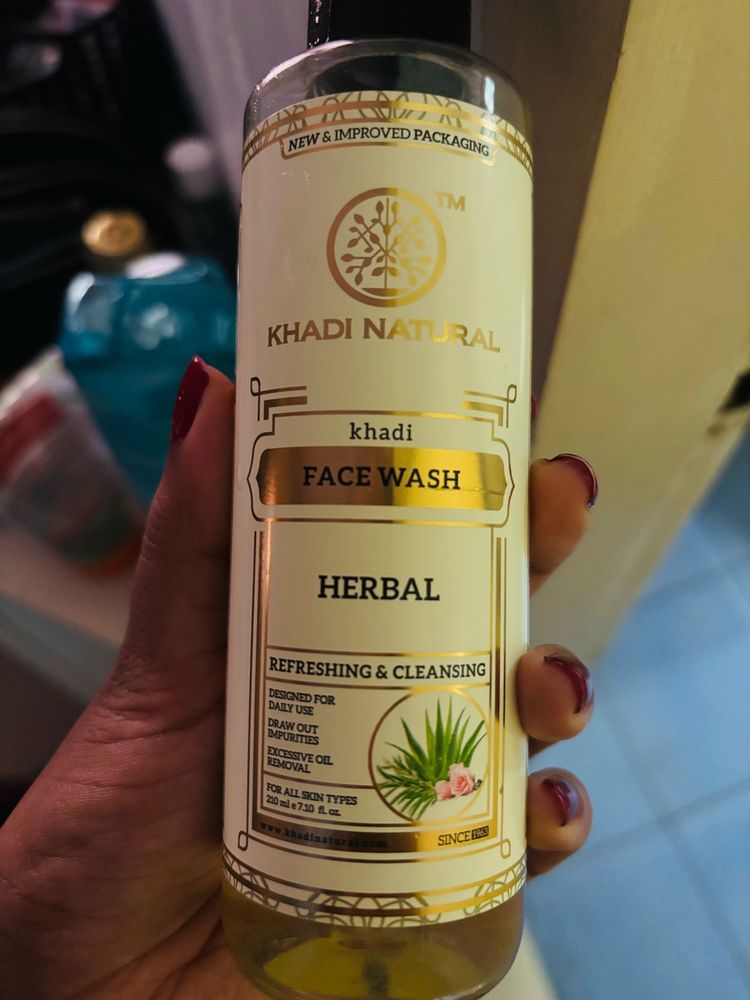 NEW & IMPROVED PACKAGING
TM
KHADI NATURAL
khadi
FACE WASH
HERBAL
REFRESHING & CLEANSING
DESIGNED FOR
DAILY USE
DRAW OUT
IMPURITIES
EXCESSIVE OIL
REMOVAL
FOR ALL SKIN TYPES
210 ml e 7.10 fl. oz.
www.khadinatural.com
SINCE 1963